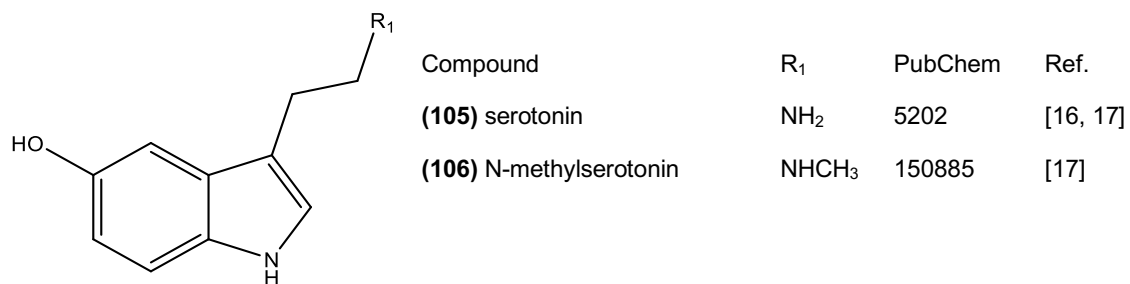 R₁
HO
N
H
Compound R₁ PubChem Ref.
(105) serotonin NH₂ 5202 [16, 17]
(106) N-methylserotonin NHCH₃ 150885 [17]